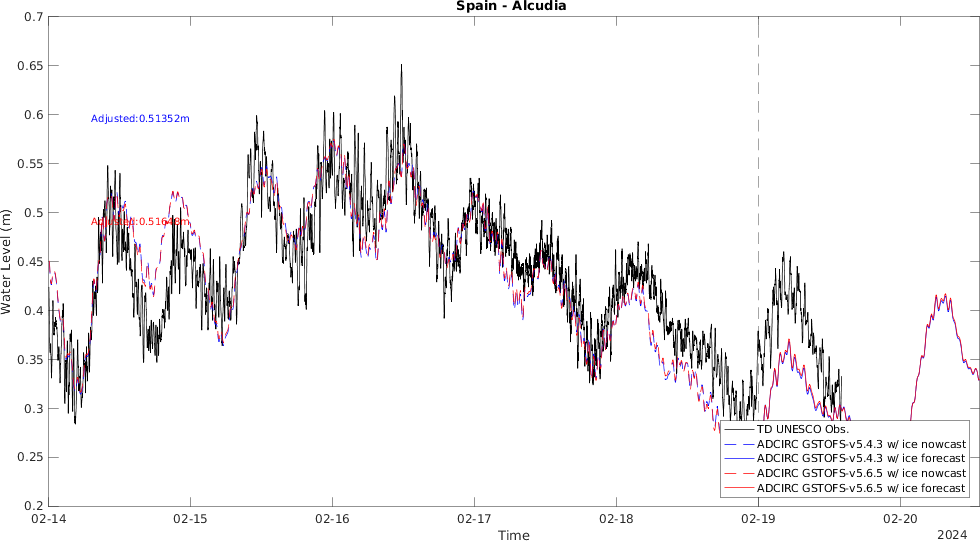 Spain - Alcudia
0.7
0.65
0.6
0.55
0.5
0.45
0.4
0.35
0.3
0.25
0.2
Water Level (m)
Adjusted:0.51352m
02-14
02-15
02-16
02-17
02-18
02-19
02-20
Time
2024
TD UNESCO Obs.
ADCIRC GSTOFS-v5.4.3 w/ ice nowcast
ADCIRC GSTOFS-v5.4.3 w/ ice forecast
ADCIRC GSTOFS-v5.6.5 w/ ice nowcast
ADCIRC GSTOFS-v5.6.5 w/ ice forecast